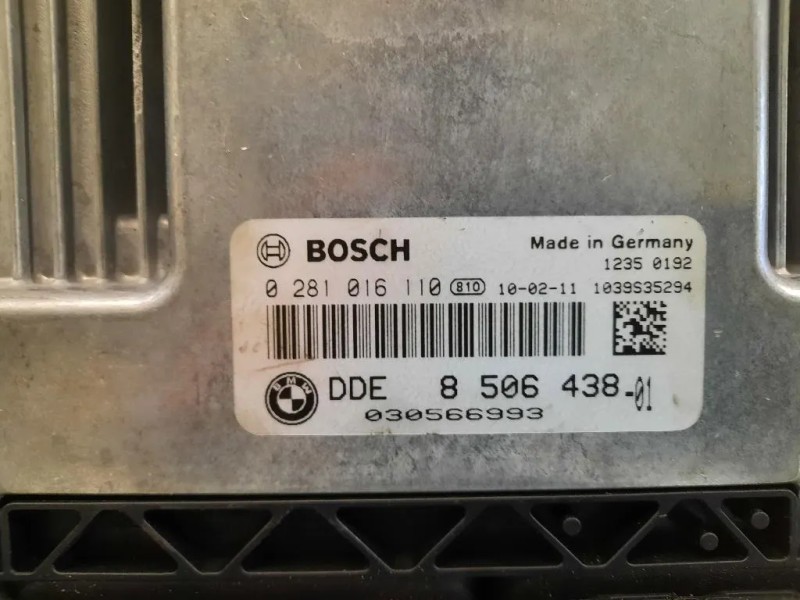 BOSCH Made in Germany
1235 0192
0 281 016 110 810 10-02-11 1039S35294
BMW DDE 8 506 438-01
030566993